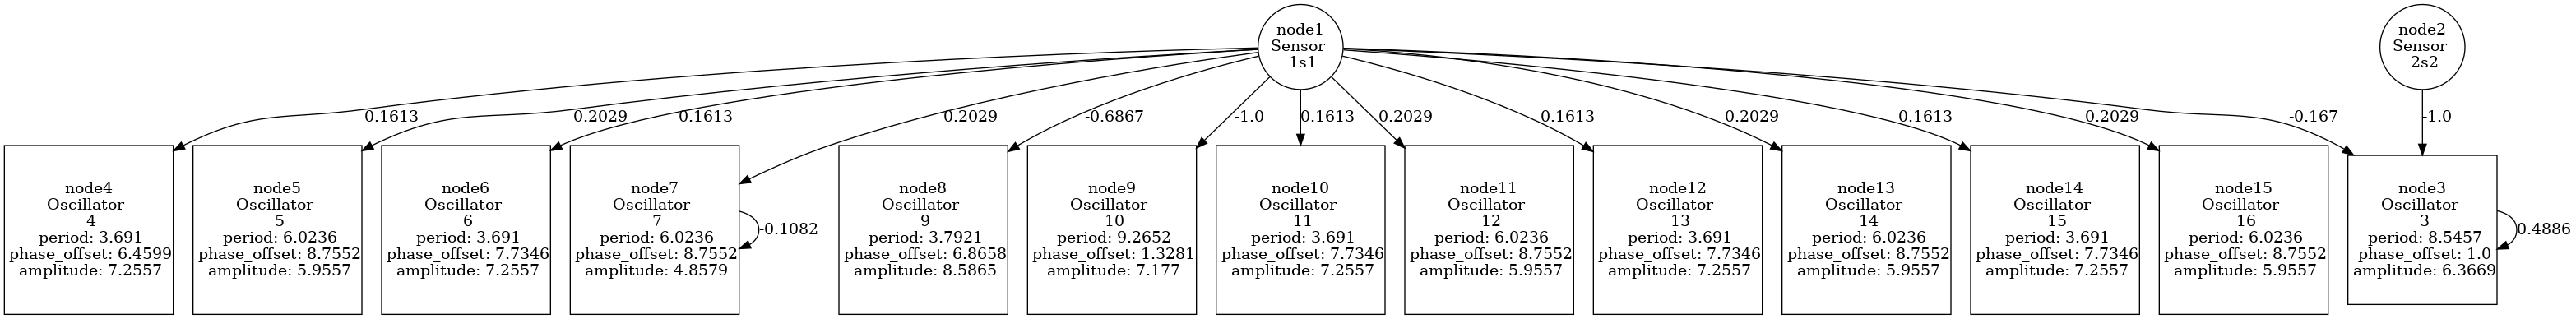 node1
Sensor
1s1
node2
Sensor
2s2
0.1613
0.2029
0.1613
0.2029
-0.6867
-1.0
0.1613
0.2029
0.1613
0.2029
0.1613
0.2029
-0.167
-1.0
node4
Oscillator
4
period: 3.691
phase_offset: 6.4599
amplitude: 7.2557
node5
Oscillator
5
period: 6.0236
phase_offset: 8.7552
amplitude: 5.9557
node6
Oscillator
6
period: 3.691
phase_offset: 7.7346
amplitude: 7.2557
node7
Oscillator
7
period: 6.0236
phase_offset: 8.7552
amplitude: 4.8579
-0.1082
node8
Oscillator
9
period: 3.7921
phase_offset: 6.8658
amplitude: 8.5865
node9
Oscillator
10
period: 9.2652
phase_offset: 1.3281
amplitude: 7.177
node10
Oscillator
11
period: 3.691
phase_offset: 7.7346
amplitude: 7.2557
node11
Oscillator
12
period: 6.0236
phase_offset: 8.7552
amplitude: 5.9557
node12
Oscillator
13
period: 3.691
phase_offset: 7.7346
amplitude: 7.2557
node13
Oscillator
14
period: 6.0236
phase_offset: 8.7552
amplitude: 5.9557
node14
Oscillator
15
period: 3.691
phase_offset: 7.7346
amplitude: 7.2557
node15
Oscillator
16
period: 6.0236
phase_offset: 8.7552
amplitude: 5.9557
node3
Oscillator
3
period: 8.5457
phase_offset: 1.0
amplitude: 6.3669
0.4886